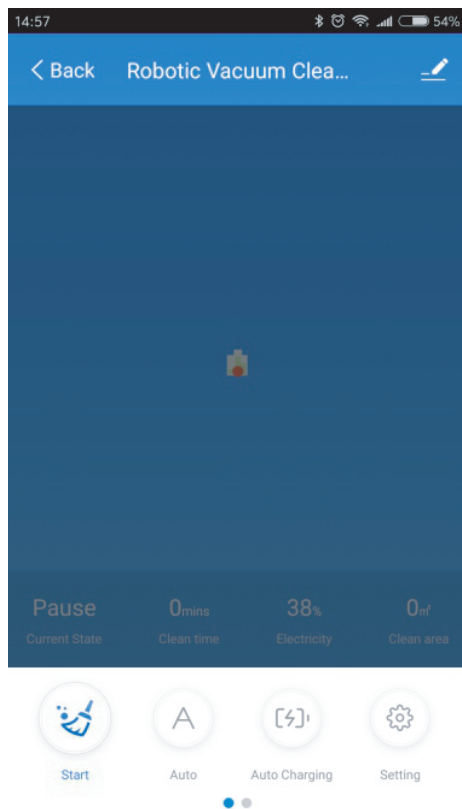 14:57 54%
< Back Robotic Vacuum Clea...
Pause 0mins 38% 0㎡
Current State Clean time Electricity Clean area
A
Start Auto Auto Charging Setting